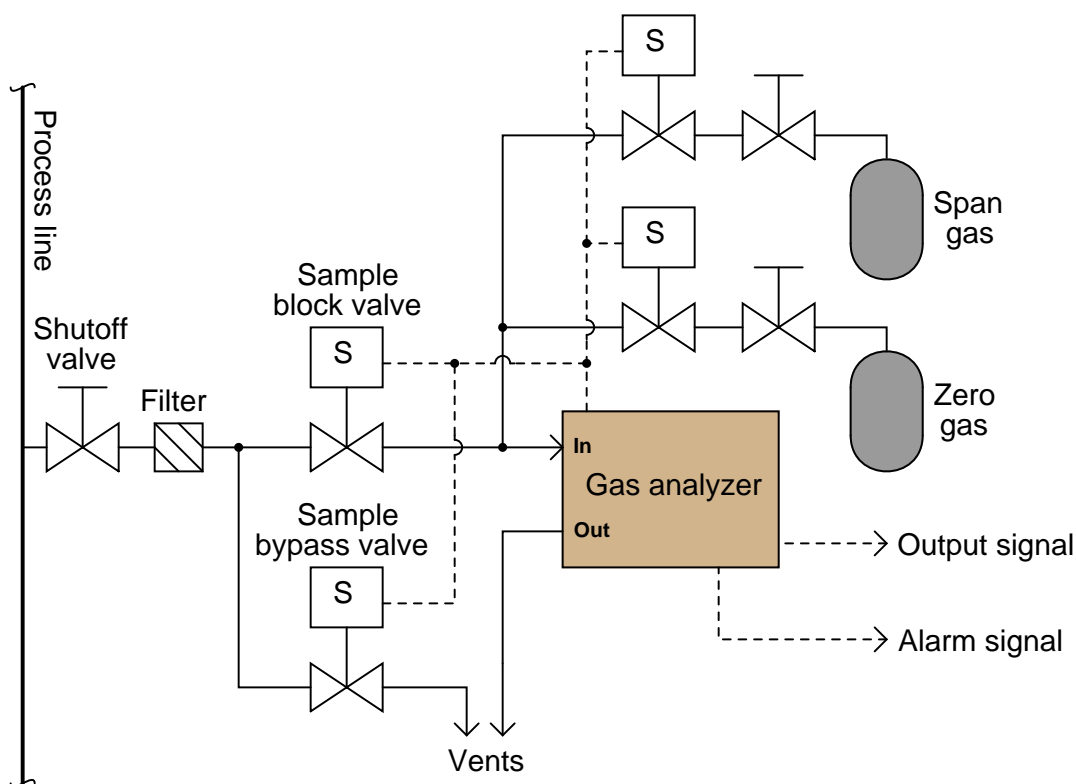 S
Span
gas
Process line
S
Sample
block valve
S
Shutoff
valve
Filter
Zero
gas
In
Gas analyzer
Out
Sample
bypass valve
S
Output signal
Alarm signal
Vents